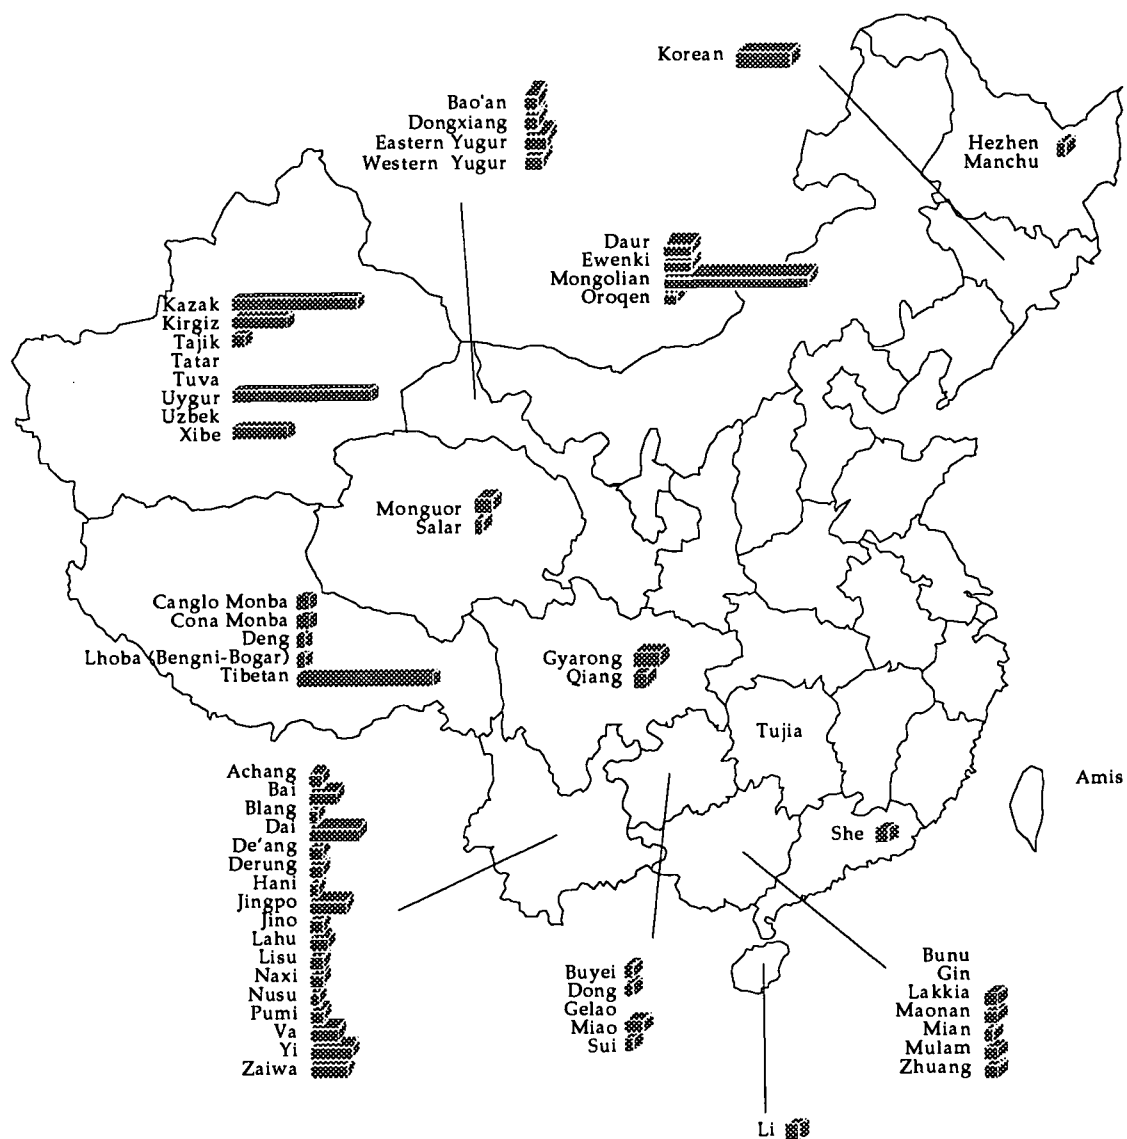 Korean
Bao'an
Dongxiang
Eastern Yugur
Western Yugur
Hezhen
Manchu
Daur
Ewenki
Mongolian
Oroqen
Kazak
Kirgiz
Tajik
Tatar
Tuva
Uygur
Uzbek
Xibe
Monguor
Salar
Canglo Monba
Cona Monba
Deng
Lhoba (Bengni-Bogar)
Tibetan
Gyarong
Qiang
Tujia
Amis
She
Achang
Bai
Blang
Dai
De'ang
Derung
Hani
Jingpo
Jino
Lahu
Lisu
Naxi
Nusu
Pumi
Va
Yi
Zaiwa
Buyei
Dong
Gelao
Miao
Sui
Bunu
Gin
Lakkia
Maonan
Mian
Mulam
Zhuang
Li